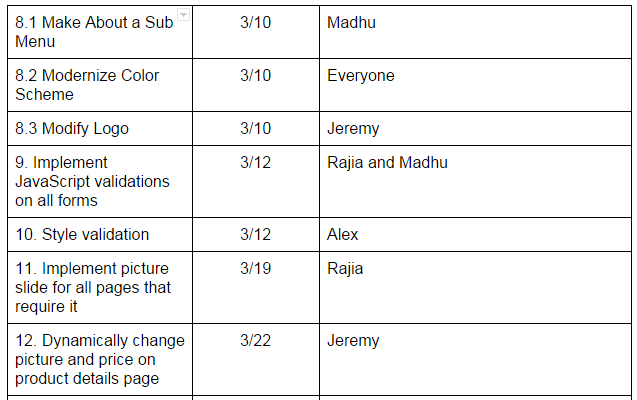 8.1 Make About a Sub 3/10 Madhu
Menu
8.2 Modernize Color 3/10 Everyone
Scheme
8.3 Modify Logo 3/10 Jeremy
9. Implement 3/12 Rajia and Madhu
JavaScript validations
on all forms
10. Style validation 3/12 Alex
11. Implement picture 3/19 Rajia
slide for all pages that
require it
12. Dynamically change 3/22 Jeremy
picture and price on
product details page